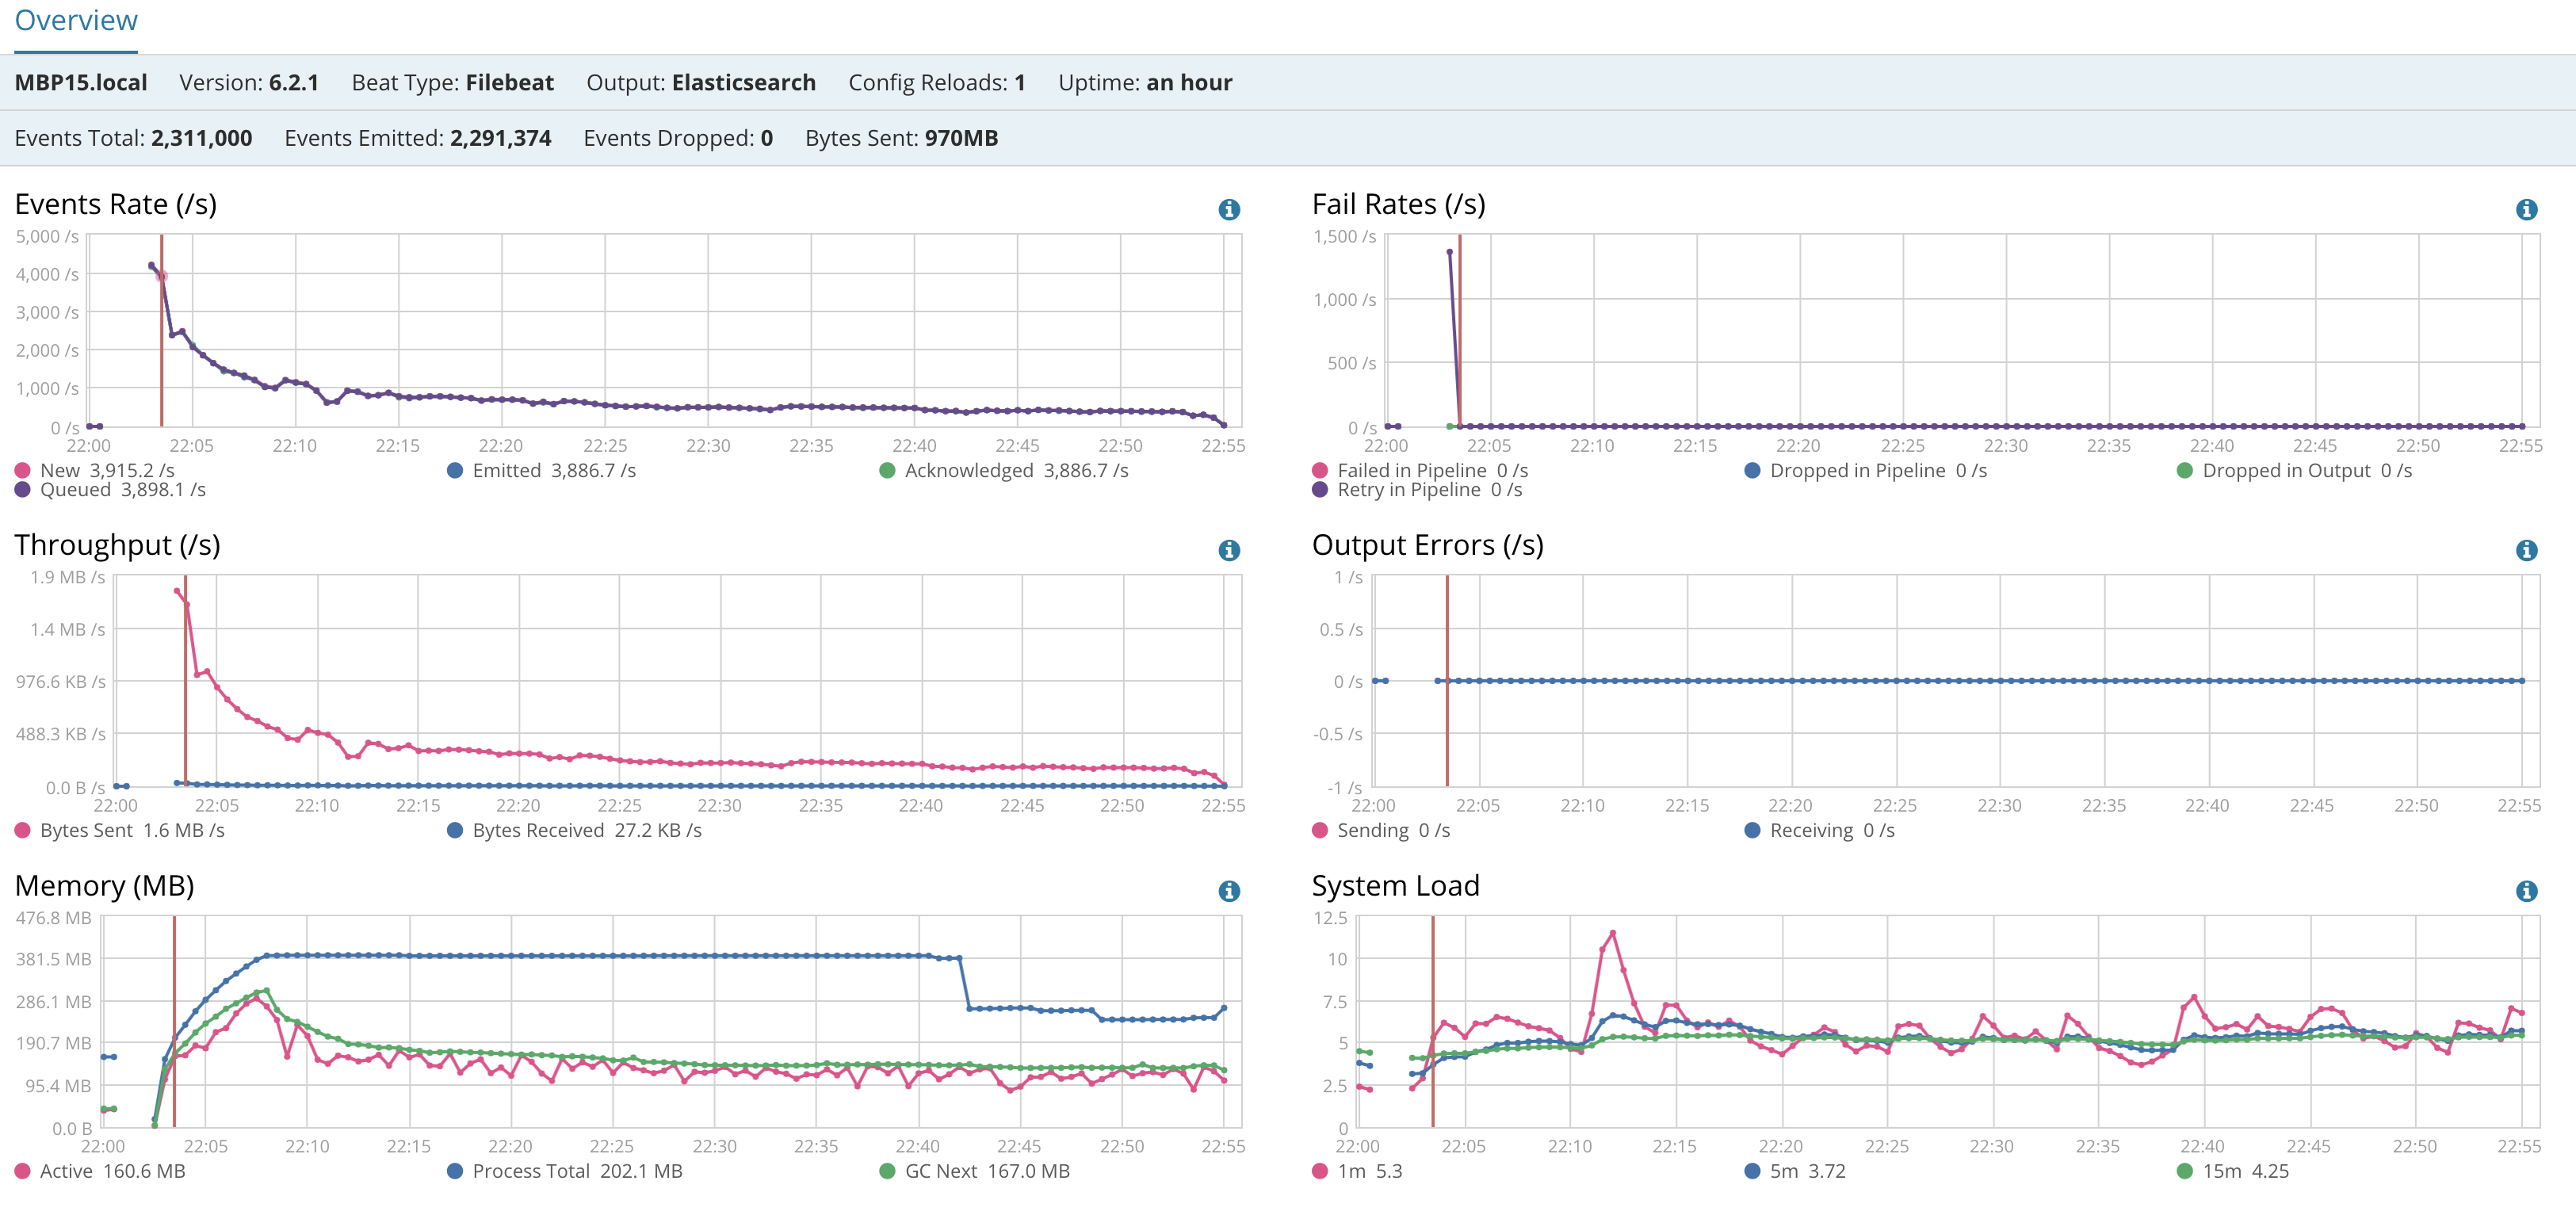 Overview
MBP15.local Version: 6.2.1 Beat Type: Filebeat Output: Elasticsearch Config Reloads: 1 Uptime: an hour
Events Total: 2,311,000 Events Emitted: 2,291,374 Events Dropped: 0 Bytes Sent: 970MB
Events Rate (/s)
5,000 /s
4,000 /s
3,000 /s
2,000 /s
1,000 /s
0 /s
22:00 22:05 22:10 22:15 22:20 22:25 22:30 22:35 22:40 22:45 22:50 22:55
New 3,915.2 /s Emitted 3,886.7 /s Acknowledged 3,886.7 /s
Queued 3,898.1 /s
Fail Rates (/s)
1,500 /s
1,000 /s
500 /s
0 /s
22:00 22:05 22:10 22:15 22:20 22:25 22:30 22:35 22:40 22:45 22:50 22:55
Failed in Pipeline 0 /s Dropped in Pipeline 0 /s Dropped in Output 0 /s
Retry in Pipeline 0 /s
Throughput (/s)
1.9 MB /s
1.4 MB /s
976.6 KB /s
488.3 KB /s
0.0 B /s
22:00 22:05 22:10 22:15 22:20 22:25 22:30 22:35 22:40 22:45 22:50 22:55
Bytes Sent 1.6 MB /s Bytes Received 27.2 KB /s
Output Errors (/s)
1 /s
0.5 /s
0 /s
-0.5 /s
-1 /s
22:00 22:05 22:10 22:15 22:20 22:25 22:30 22:35 22:40 22:45 22:50 22:55
Sending 0 /s Receiving 0 /s
Memory (MB)
476.8 MB
381.5 MB
286.1 MB
190.7 MB
95.4 MB
0.0 B
22:00 22:05 22:10 22:15 22:20 22:25 22:30 22:35 22:40 22:45 22:50 22:55
Active 160.6 MB Process Total 202.1 MB GC Next 167.0 MB
System Load
12.5
10
7.5
5
2.5
0
22:00 22:05 22:10 22:15 22:20 22:25 22:30 22:35 22:40 22:45 22:50 22:55
1m 5.3 5m 3.72 15m 4.25